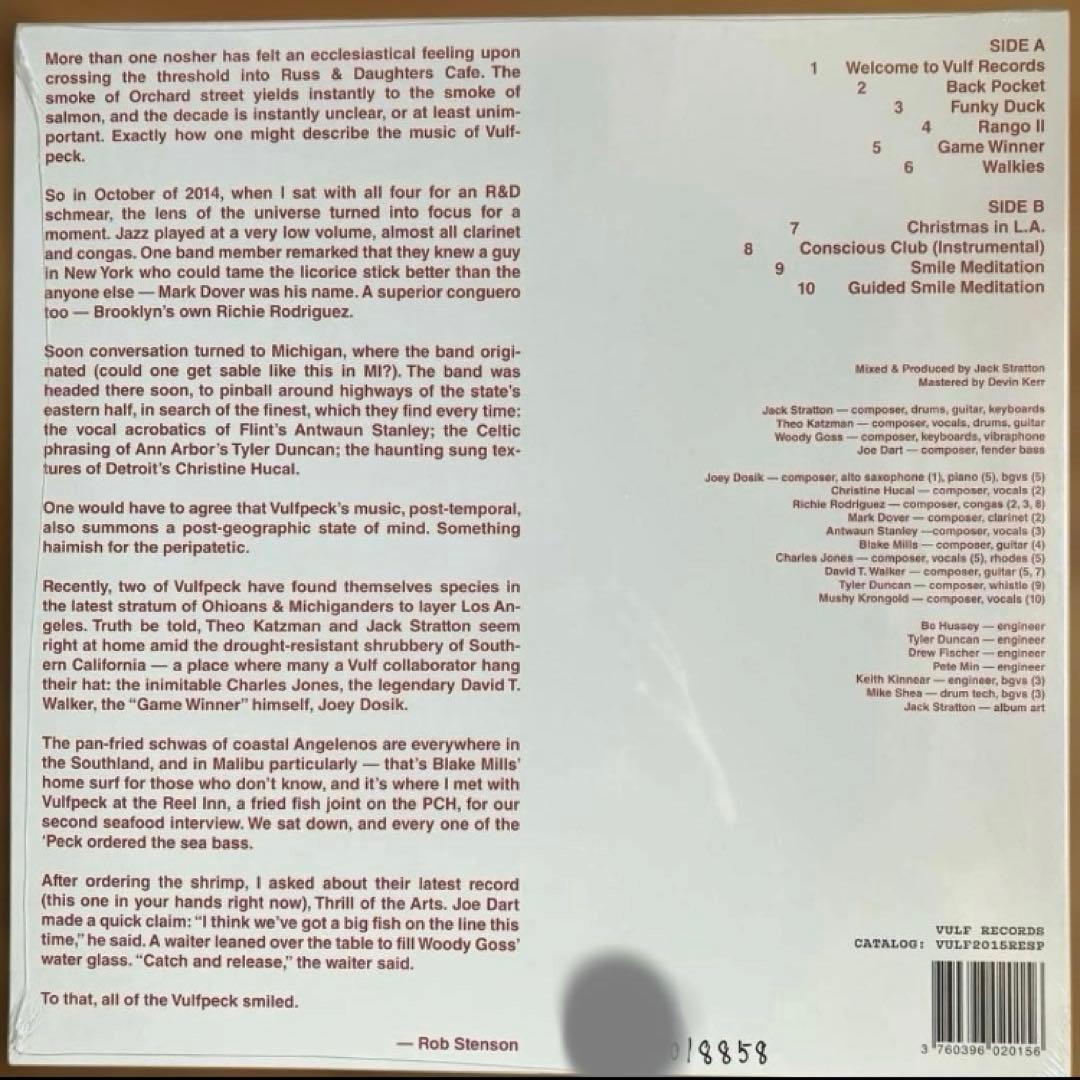 More than one nosher has felt an ecclesiastical feeling upon
crossing the threshold into Russ & Daughters Cafe. The
smoke of Orchard street yields instantly to the smoke of
salmon, and the decade is instantly unclear, or at least unim-
portant. Exactly how one might describe the music of Vulf-
peck.
So in October of 2014, when I sat with all four for an R&D
schmear, the lens of the universe turned into focus for a
moment. Jazz played at a very low volume, almost all clarinet
and congas. One band member remarked that they knew a guy
in New York who could tame the licorice stick better than the
anyone else — Mark Dover was his name. A superior conguero
too — Brooklyn's own Richie Rodriguez.
Soon conversation turned to Michigan, where the band origi-
nated (could one get sable like this in MI?). The band was
headed there soon, to pinball around highways of the state's
eastern half, in search of the finest, which they find every time:
the vocal acrobatics of Flint's Antwaun Stanley; the Celtic
phrasing of Ann Arbor's Tyler Duncan; the haunting sung tex-
tures of Detroit's Christine Hucal.
One would have to agree that Vulfpeck's music, post-temporal,
also summons a post-geographic state of mind. Something
haimish for the peripatetic.
Recently, two of Vulfpeck have found themselves species in
the latest stratum of Ohioans & Michiganders to layer Los An-
geles. Truth be told, Theo Katzman and Jack Stratton seem
right at home amid the drought-resistant shrubbery of South-
ern California — a place where many a Vulf collaborator hang
their hat: the inimitable Charles Jones, the legendary David T.
Walker, the "Game Winner" himself, Joey Dosik.
The pan-fried schwas of coastal Angelenos are everywhere in
the Southland, and in Malibu particularly — that's Blake Mills'
home surf for those who don't know, and it's where I met with
Vulfpeck at the Reel Inn, a fried fish joint on the PCH, for our
second seafood interview. We sat down, and every one of the
'Peck ordered the sea bass.
After ordering the shrimp, I asked about their latest record
(this one in your hands right now), Thrill of the Arts. Joe Dart
made a quick claim: "I think we've got a big fish on the line this
time," he said. A waiter leaned over the table to fill Woody Goss'
water glass. "Catch and release," the waiter said.
To that, all of the Vulfpeck smiled.
— Rob Stenson
SIDE A
1 Welcome to Vulf Records
2 Back Pocket
3 Funky Duck
4 Rango II
5 Game Winner
6 Walkies
SIDE B
7 Christmas in L.A.
8 Conscious Club (Instrumental)
9 Smile Meditation
10 Guided Smile Meditation
Mixed & Produced by Jack Stratton
Mastered by Devin Kerr
Jack Stratton — composer, drums, guitar, keyboards
Theo Katzman — composer, vocals, drums, guitar
Woody Goss — composer, keyboards, vibraphone
Joe Dart — composer, fender bass
Joey Dosik — composer, alto saxophone (1), piano (5), bgvs (5)
Christine Hucal — composer, vocals (2)
Richie Rodriguez — composer, congas (2, 3, 8)
Mark Dover — composer, clarinet (2)
Antwaun Stanley —composer, vocals (3)
Blake Mills — composer, guitar (4)
Charles Jones — composer, vocals (5), rhodes (5)
David T. Walker — composer, guitar (5, 7)
Tyler Duncan — composer, whistle (9)
Mushy Krongold — composer, vocals (10)
Bo Hussey — engineer
Tyler Duncan — engineer
Drew Fischer — engineer
Pete Min — engineer
Keith Kinnear — engineer, bgvs (3)
Mike Shea — drum tech, bgvs (3)
Jack Stratton — album art
VULF RECORDS
CATALOG: VULF2015RESP
3 760396 020156